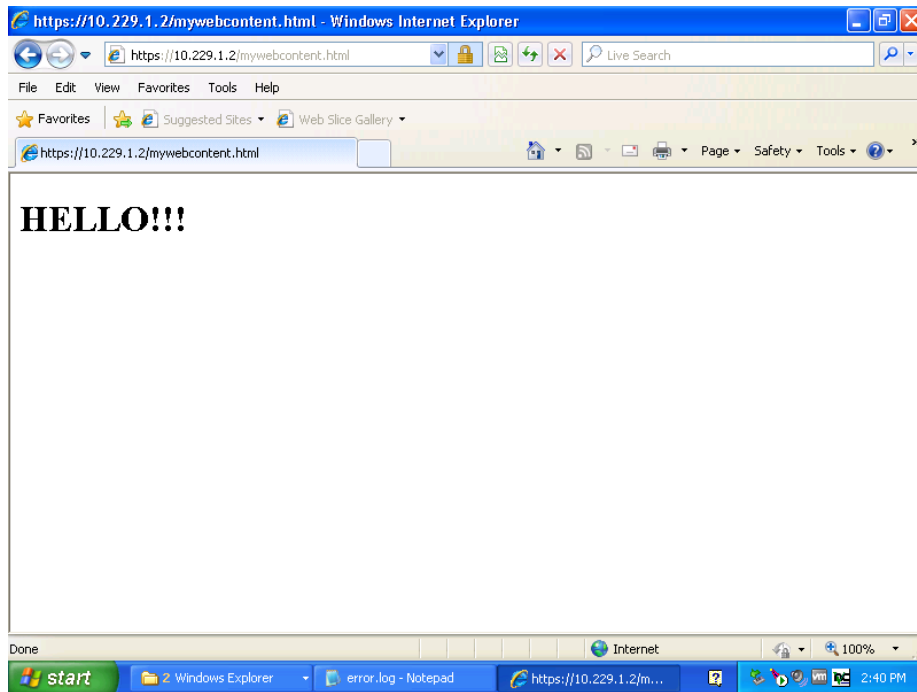 https://10.229.1.2/mywebcontent.html - Windows Internet Explorer
https://10.229.1.2/mywebcontent.html Live Search
File Edit View Favorites Tools Help
Favorites Suggested Sites Web Slice Gallery
https://10.229.1.2/mywebcontent.html Page Safety Tools
HELLO!!!
Done Internet 100%
start 2 Windows Explorer error.log - Notepad https://10.229.1.2/m... 2:40 PM